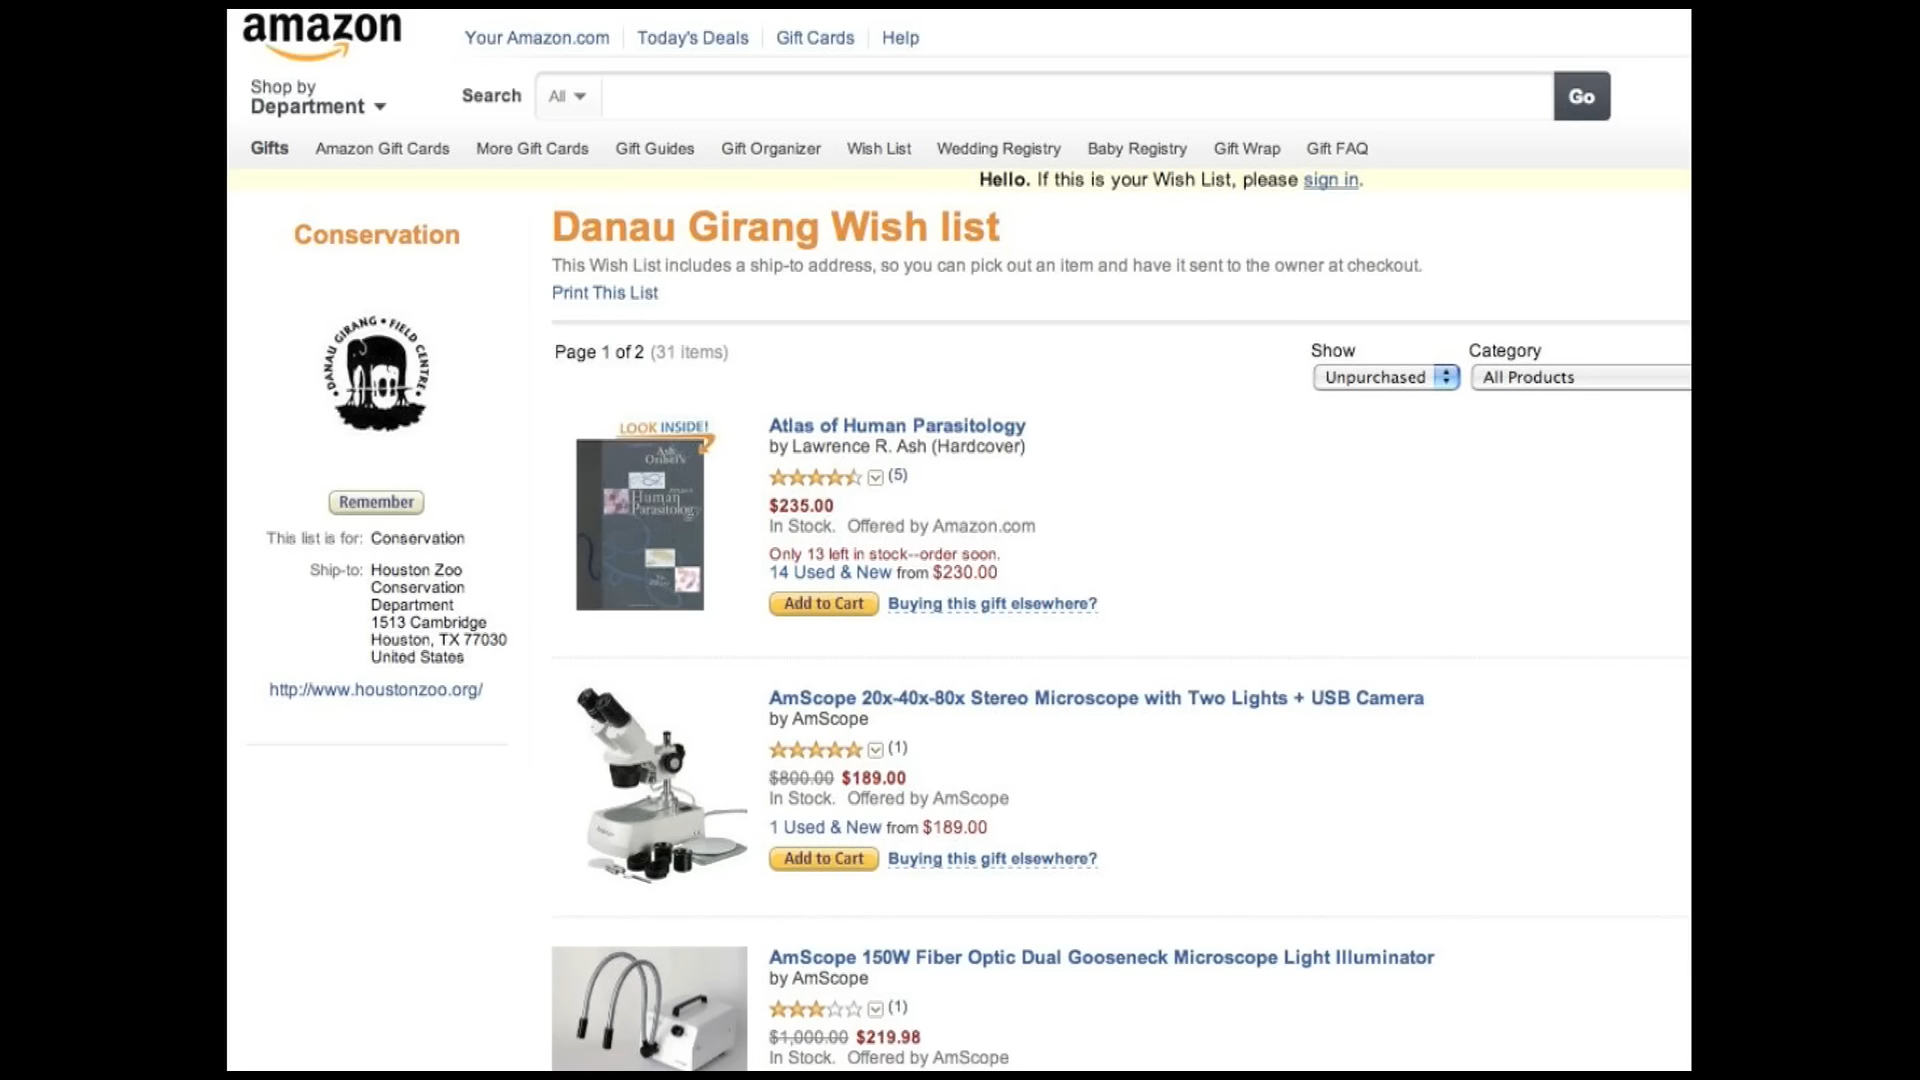 amazon
Your Amazon.com
Today's Deals
Gift Cards
Help
Shop by
Department
Search
All
Go
Gifts
Amazon Gift Cards
More Gift Cards
Gift Guides
Gift Organizer
Wish List
Wedding Registry
Baby Registry
Gift Wrap
Gift FAQ
Hello. If this is your Wish List, please sign in.
Conservation
DANAU GIRANG • FIELD CENTRE •
Remember
This list is for: Conservation
Ship-to: Houston Zoo
Conservation
Department
1513 Cambridge
Houston, TX 77030
United States
http://www.houstonzoo.org/
Danau Girang Wish list
This Wish List includes a ship-to address, so you can pick out an item and have it sent to the owner at checkout.
Print This List
Page 1 of 2 (31 items)
Show
Unpurchased
Category
All Products
LOOK INSIDE!
Ash
Orihel's
Human
Parasitology
Atlas of Human Parasitology
by Lawrence R. Ash (Hardcover)
(5)
$235.00
In Stock. Offered by Amazon.com
Only 13 left in stock--order soon.
14 Used & New from $230.00
Add to Cart
Buying this gift elsewhere?
AmScope 20x-40x-80x Stereo Microscope with Two Lights + USB Camera
by AmScope
(1)
$800.00 $189.00
In Stock. Offered by AmScope
1 Used & New from $189.00
Add to Cart
Buying this gift elsewhere?
AmScope 150W Fiber Optic Dual Gooseneck Microscope Light Illuminator
by AmScope
(1)
$1,000.00 $219.98
In Stock. Offered by AmScope